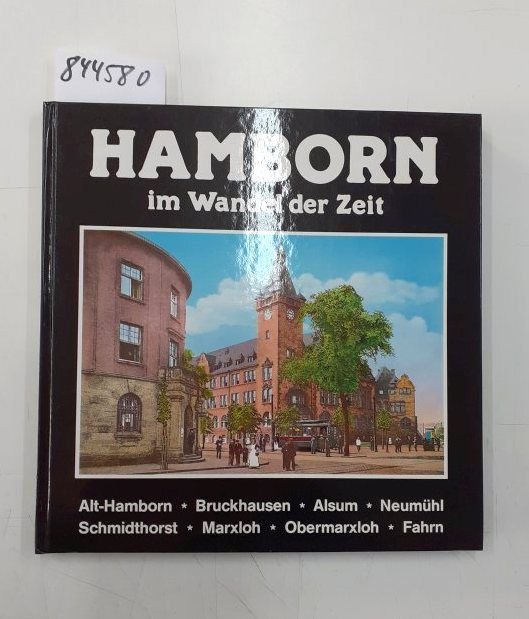 844580
HAMBORN
im Wandel der Zeit
Alt-Hamborn * Bruckhausen * Alsum * Neumühl
Schmidthorst * Marxloh * Obermarxloh * Fahrn